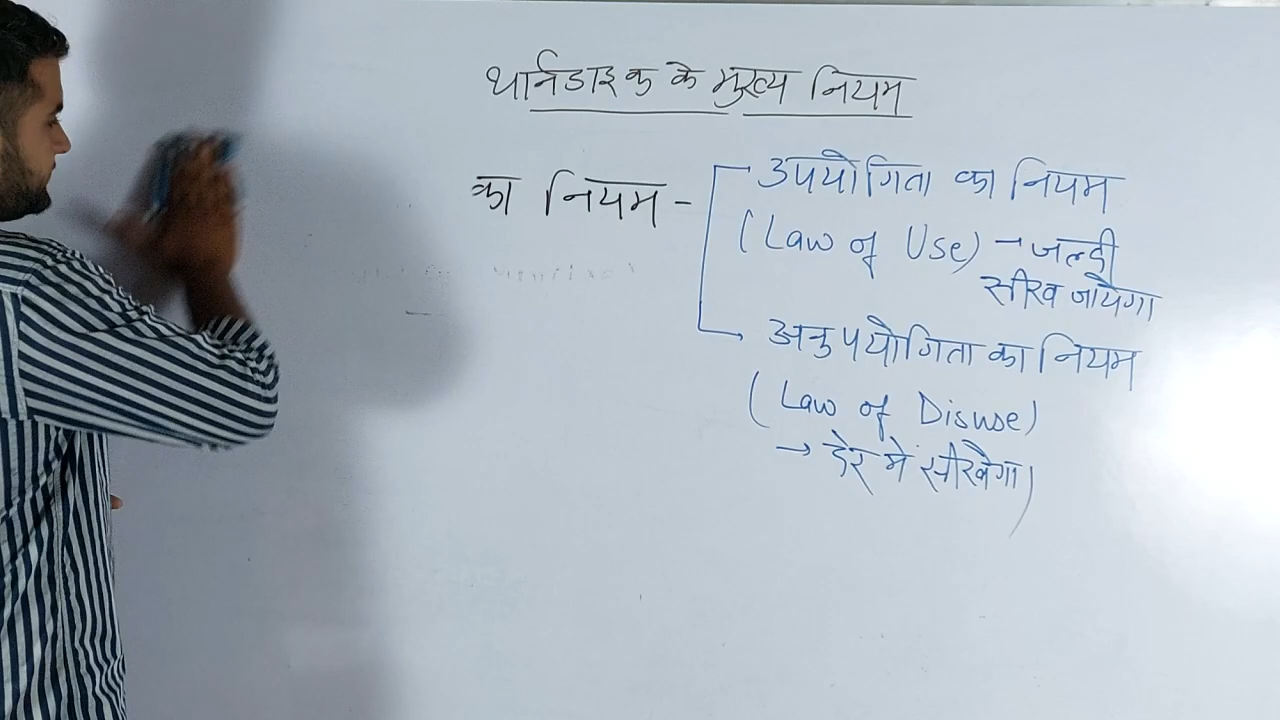 थार्नडाइक के मुख्य नियम
का नियम -
उपयोगिता का नियम
(Law of Use) → जल्दी
सीख जायेगा
अनुपयोगिता का नियम
(Law of Disuse)
→ देर में सीखेगा)